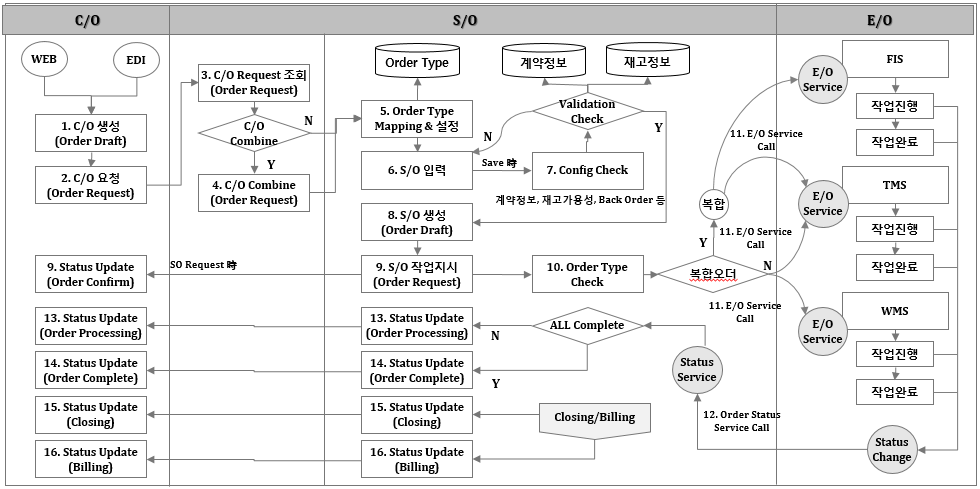 C/O
S/O
E/O
WEB
EDI
1. C/O 생성
(Order Draft)
2. C/O 요청
(Order Request)
3. C/O Request 조회
(Order Request)
C/O
Combine
N
Y
4. C/O Combine
(Order Request)
Order Type
계약정보
재고정보
5. Order Type
Mapping & 설정
Validation
Check
N
Y
6. S/O 입력
Save 時
7. Config Check
계약정보, 재고가용성, Back Order 등
8. S/O 생성
(Order Draft)
9. Status Update
(Order Confirm)
SO Request 時
9. S/O 작업지시
(Order Request)
10. Order Type
Check
복합오더
Y
N
복합
11. E/O Service
Call
11. E/O Service
Call
11. E/O Service
Call
E/O
Service
FIS
작업진행
작업완료
E/O
Service
TMS
작업진행
작업완료
E/O
Service
WMS
작업진행
작업완료
13. Status Update
(Order Processing)
13. Status Update
(Order Processing)
ALL Complete
N
Y
14. Status Update
(Order Complete)
14. Status Update
(Order Complete)
Status
Service
12. Order Status
Service Call
Status
Change
15. Status Update
(Closing)
15. Status Update
(Closing)
Closing/Billing
16. Status Update
(Billing)
16. Status Update
(Billing)